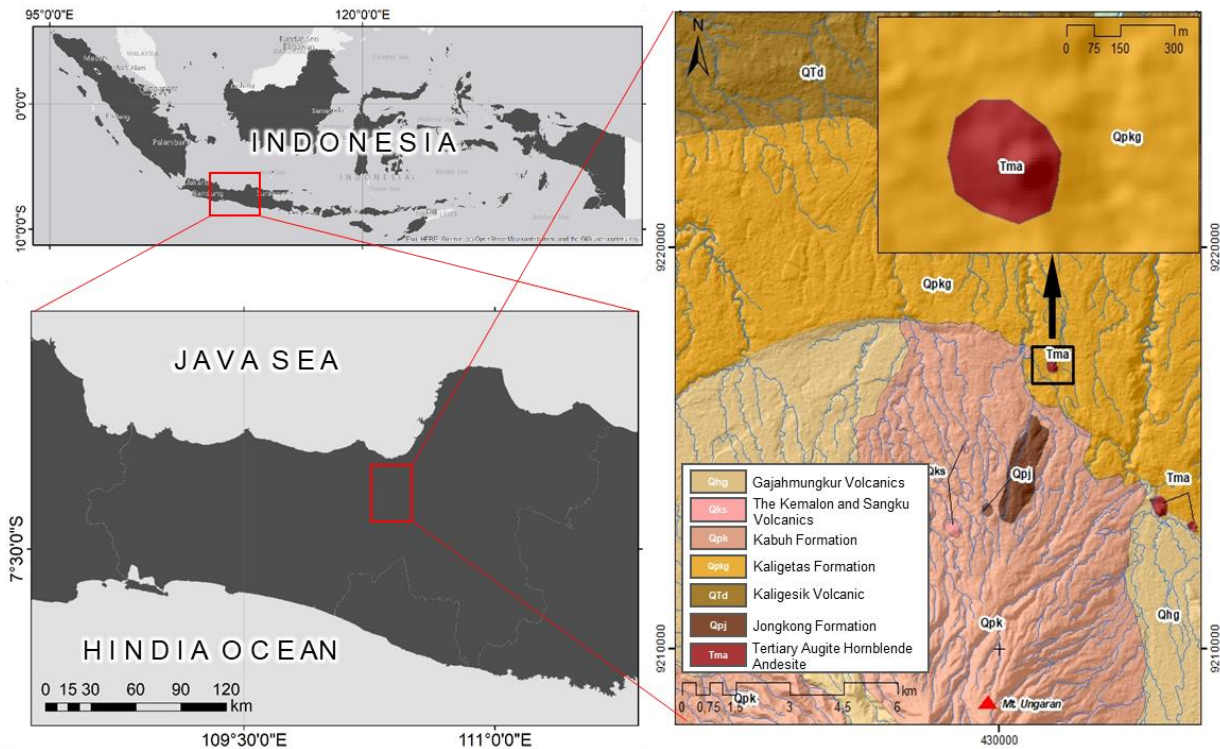 95°0'0"E
120°0'0"E
0°0'0"
10°0'0"S
MALAYSIA
Palembang
Bandung
I N D O N E S I A
I N D O N E S I A
JAVA SEA
HINDIA OCEAN
0 15 30 60 90 120
km
7°30'0"S
109°30'0"E
111°0'0"E
N
QTd
0 75 150 300
m
Tma
Qpkg
9220000
9220000
Qpkg
Tma
Qks
Qpj
Tma
Qhg
Qpk
9210000
9210000
Qhg Gajahmungkur Volcanics
Qks The Kemalon and Sangku
Volcanics
Qpk Kabuh Formation
Qpkg Kaligetas Formation
QTd Kaligesik Volcanic
Qpj Jongkong Formation
Tma Tertiary Augite Hornblende
Andesite
0 0.75 1.5 3 4.5 6
km
Qpk
Mt. Ungaran
430000